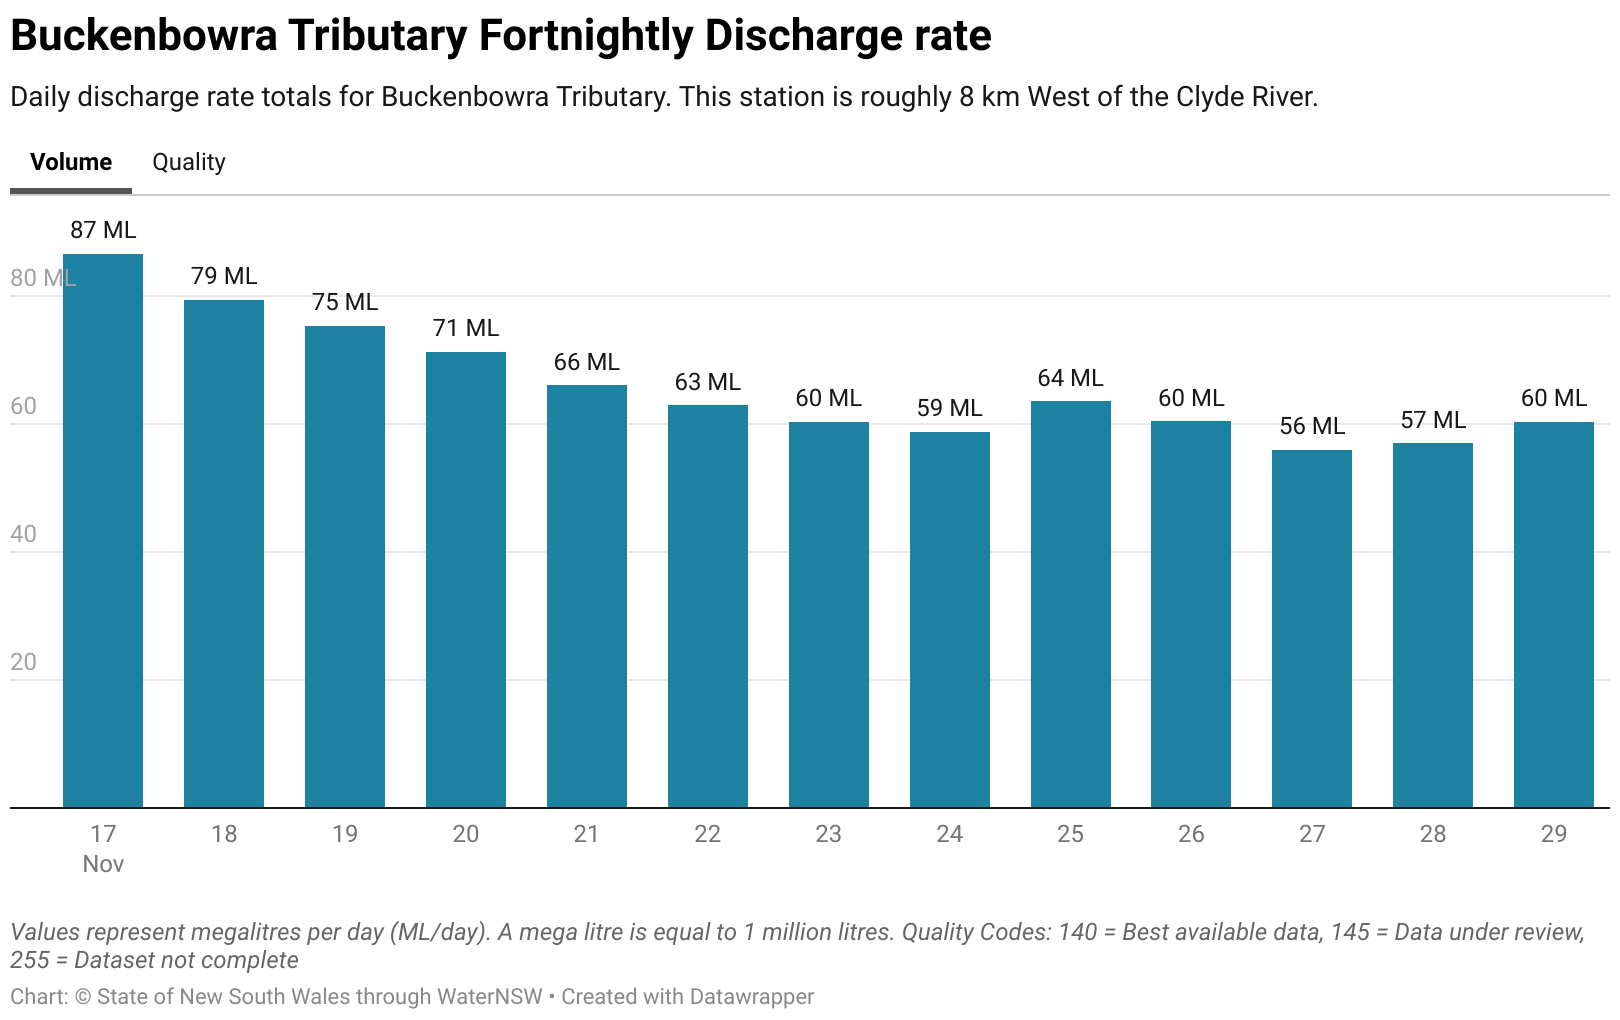 Buckenbowra Tributary Fortnightly Discharge rate
Daily discharge rate totals for Buckenbowra Tributary. This station is roughly 8 km West of the Clyde River.
Volume Quality
87 ML
80 ML
79 ML
75 ML
71 ML
66 ML
63 ML
60 ML
59 ML
64 ML
60 ML
56 ML
57 ML
60 ML
60
40
20
17 18 19 20 21 22 23 24 25 26 27 28 29
Nov
Values represent megalitres per day (ML/day). A mega litre is equal to 1 million litres. Quality Codes: 140 = Best available data, 145 = Data under review,
255 = Dataset not complete
Chart: © State of New South Wales through WaterNSW • Created with Datawrapper